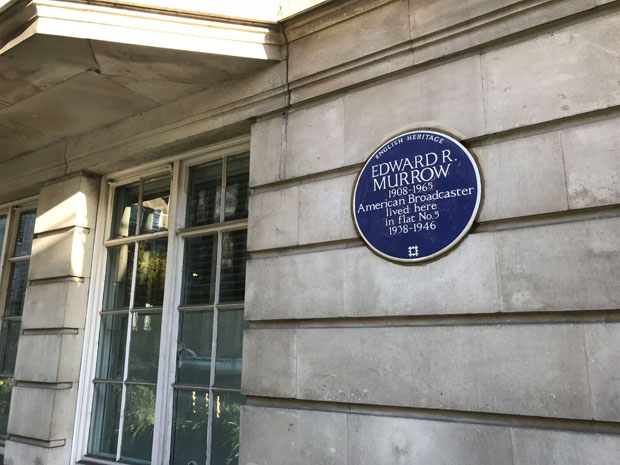 ENGLISH HERITAGE
EDWARD R.
MURROW
1908-1965
American Broadcaster
lived here
in flat No.5
1938-1946